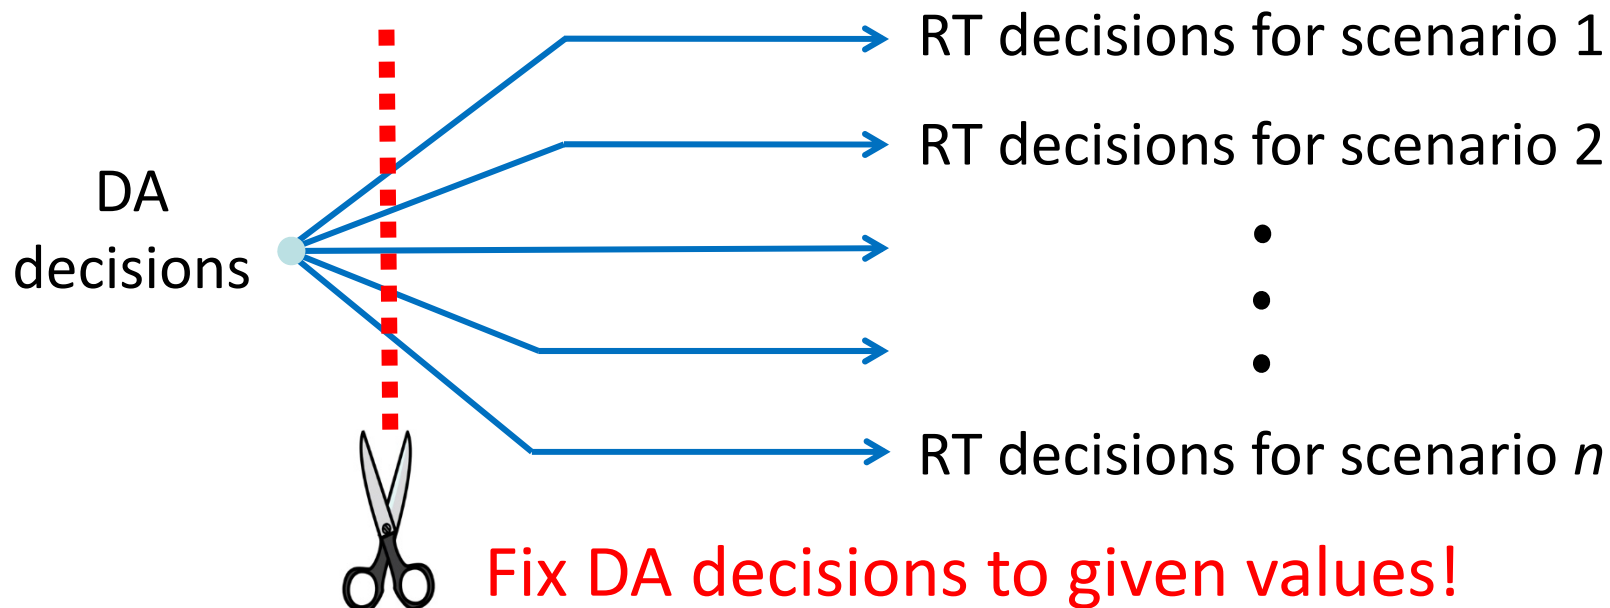 RT decisions for scenario 1
RT decisions for scenario 2
DA
decisions
RT decisions for scenario n
Fix DA decisions to given values!